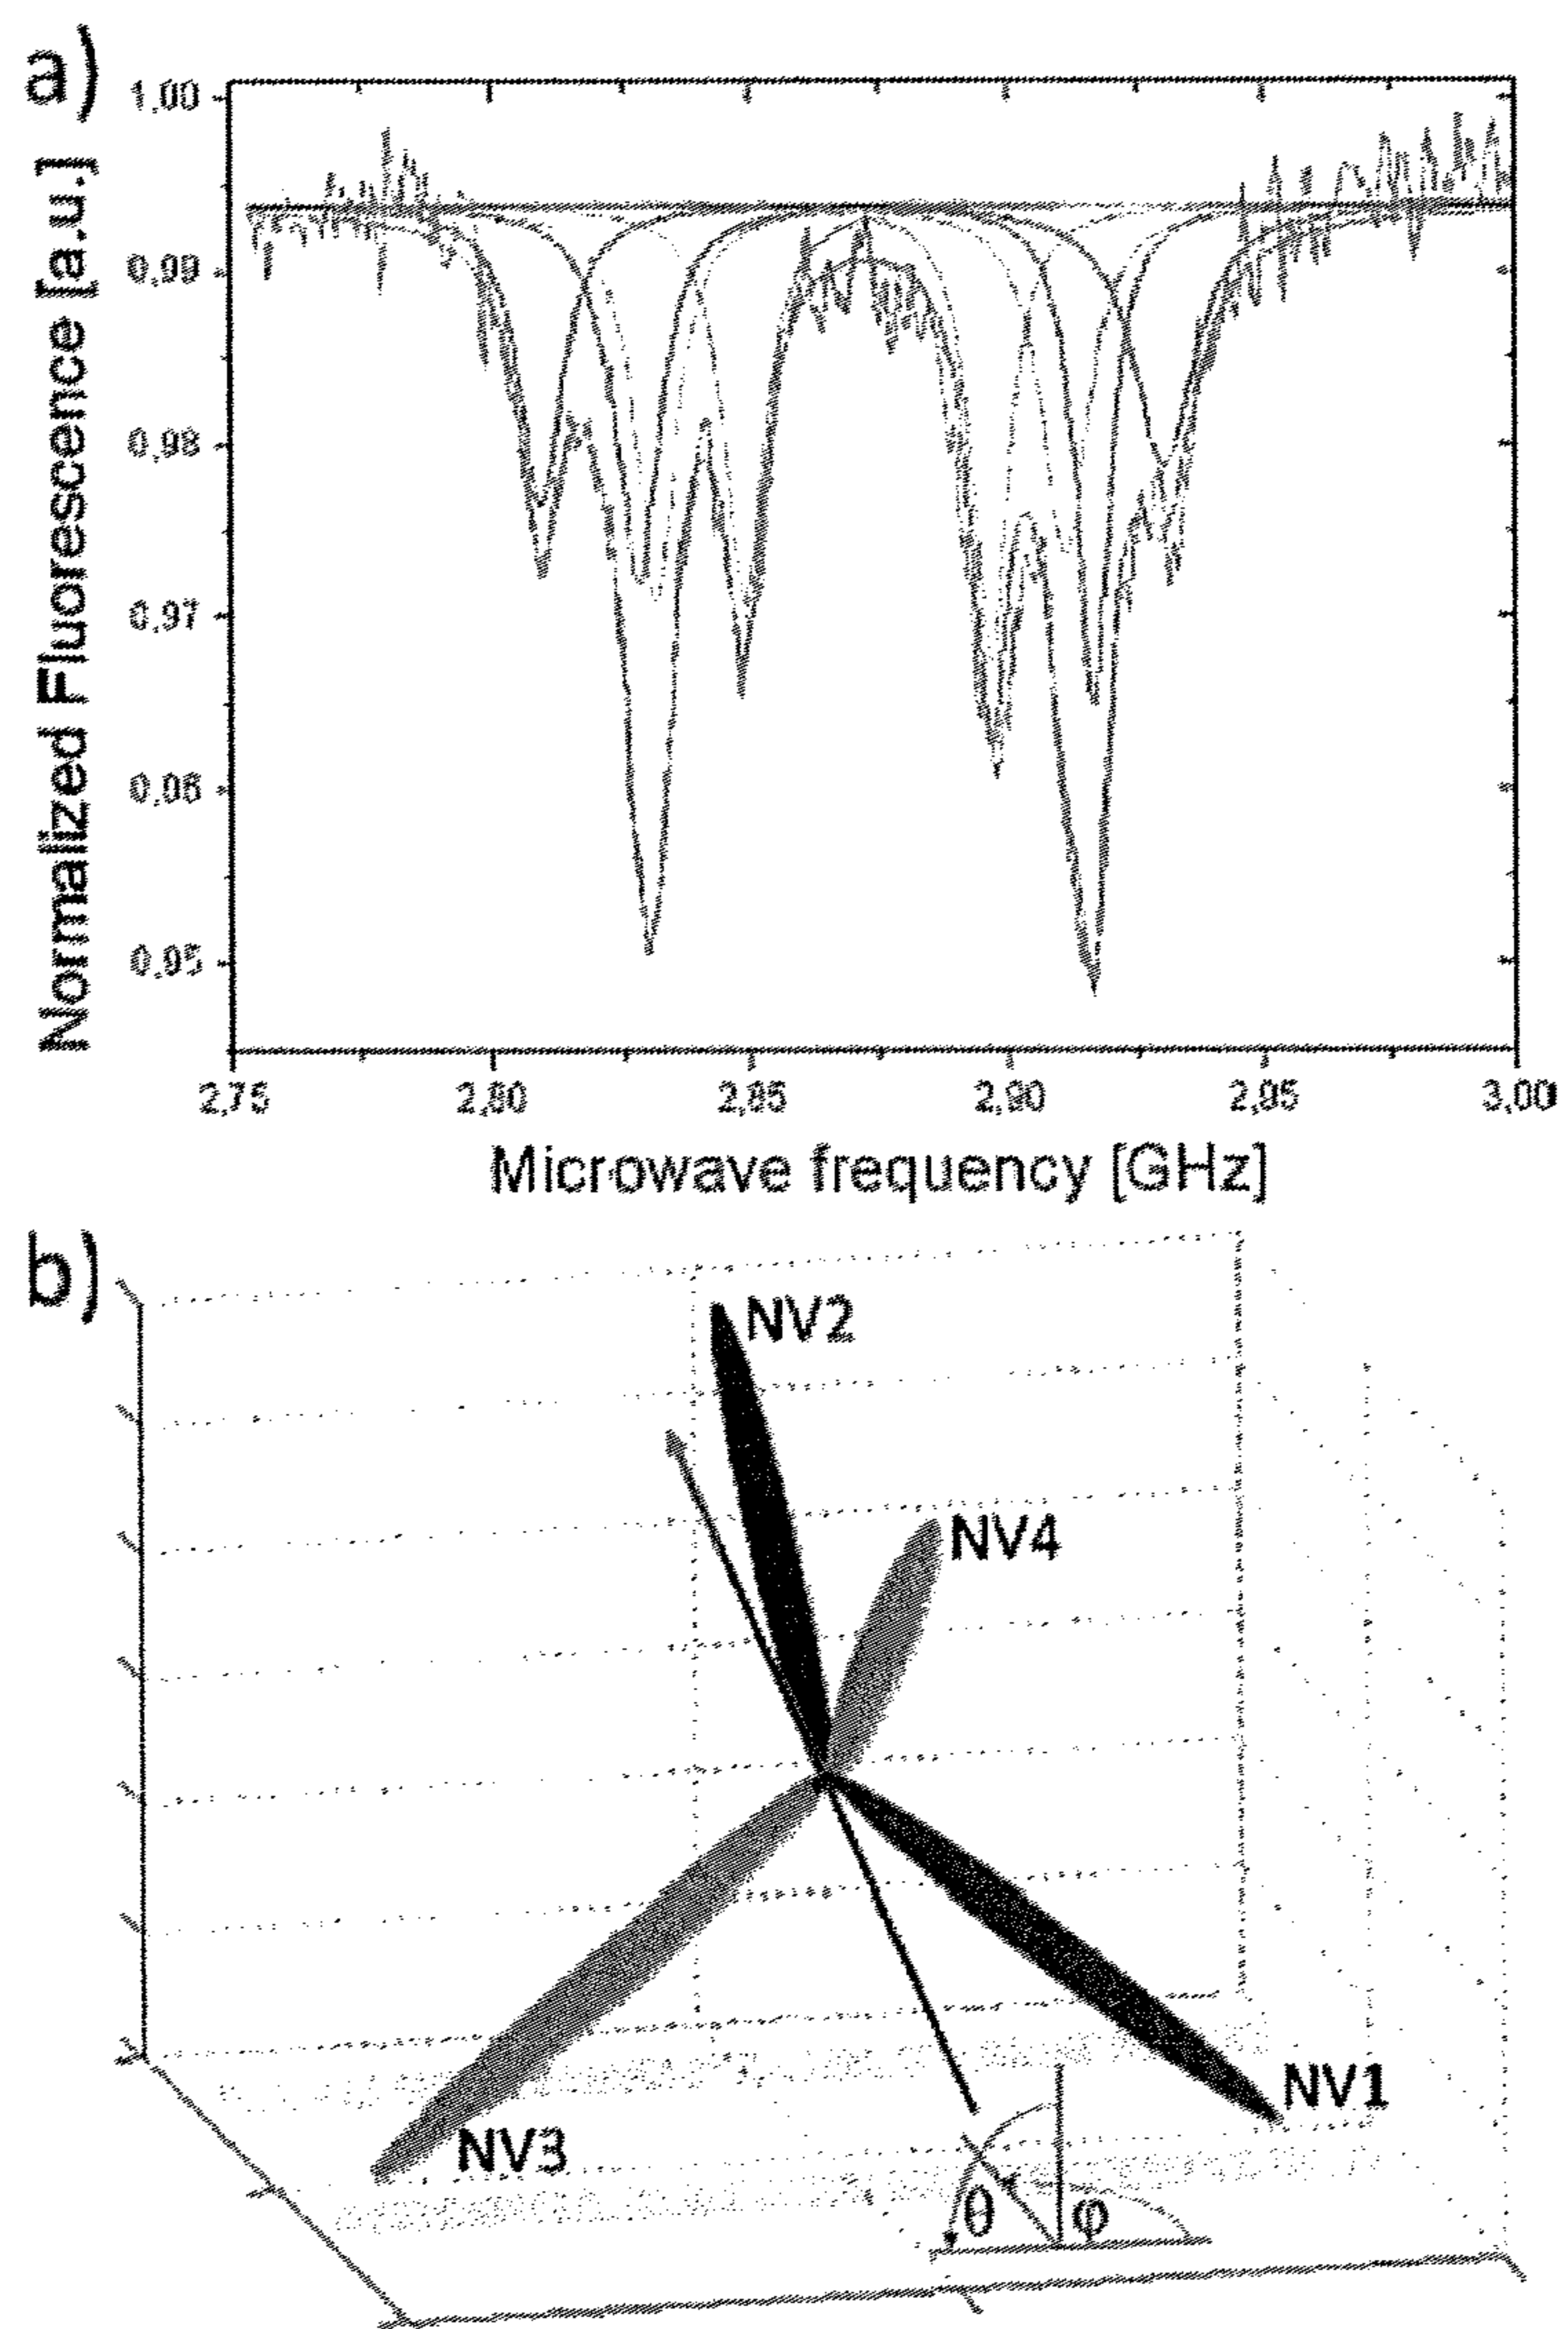 a)
1,00
0,99
0,98
0,97
0,96
0,95
Normalized Fluorescence [a.u.]
2,75 2,80 2,85 2,90 2,95 3,00
Microwave frequency [GHz]
b)
NV2
NV4
NV1
NV3
θ φ